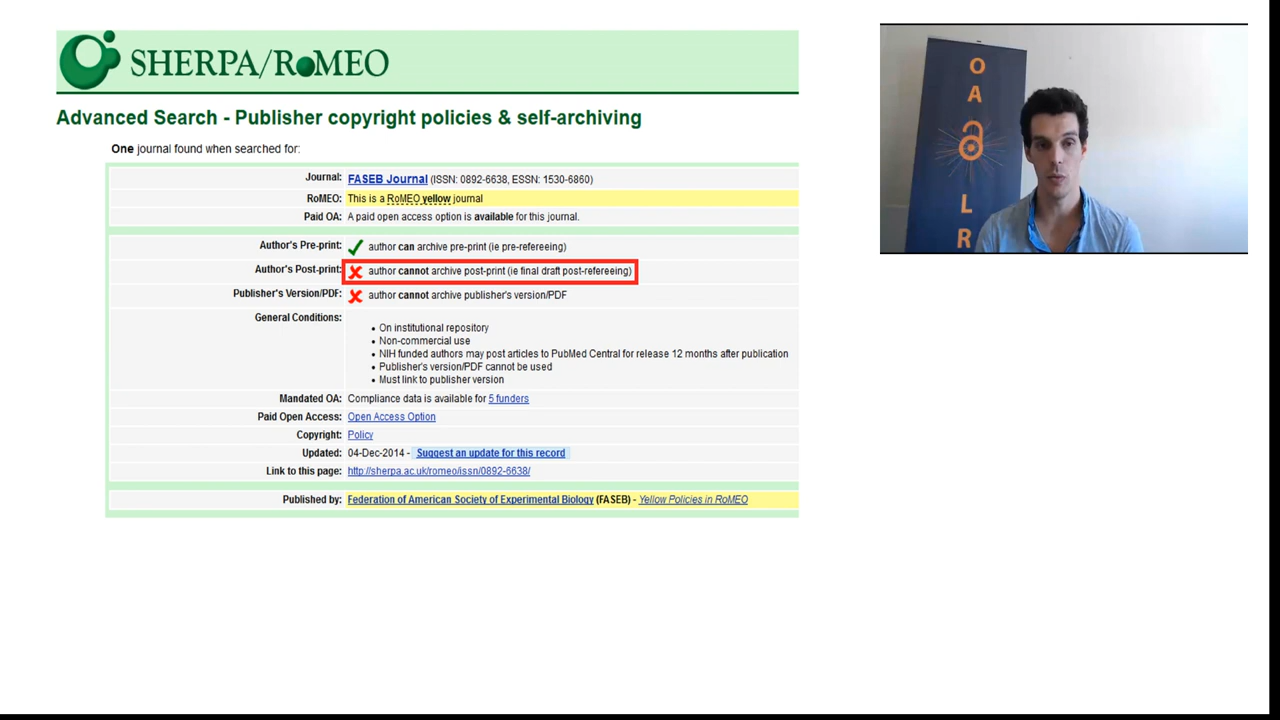 SHERPA/RoMEO
Advanced Search - Publisher copyright policies & self-archiving
One journal found when searched for:
Journal: FASEB Journal (ISSN: 0892-6638, ESSN: 1530-6860)
RoMEO: This is a RoMEO yellow journal
Paid OA: A paid open access option is available for this journal.
Author's Pre-print: author can archive pre-print (ie pre-refereeing)
Author's Post-print: author cannot archive post-print (ie final draft post-refereeing)
Publisher's Version/PDF: author cannot archive publisher's version/PDF
General Conditions:
• On institutional repository
• Non-commercial use
• NIH funded authors may post articles to PubMed Central for release 12 months after publication
• Publisher's version/PDF cannot be used
• Must link to publisher version
Mandated OA: Compliance data is available for 5 funders
Paid Open Access: Open Access Option
Copyright: Policy
Updated: 04-Dec-2014 - Suggest an update for this record
Link to this page: http://sherpa.ac.uk/romeo/issn/0892-6638/
Published by: Federation of American Society of Experimental Biology (FASEB) - Yellow Policies in RoMEO
O
A
L
R